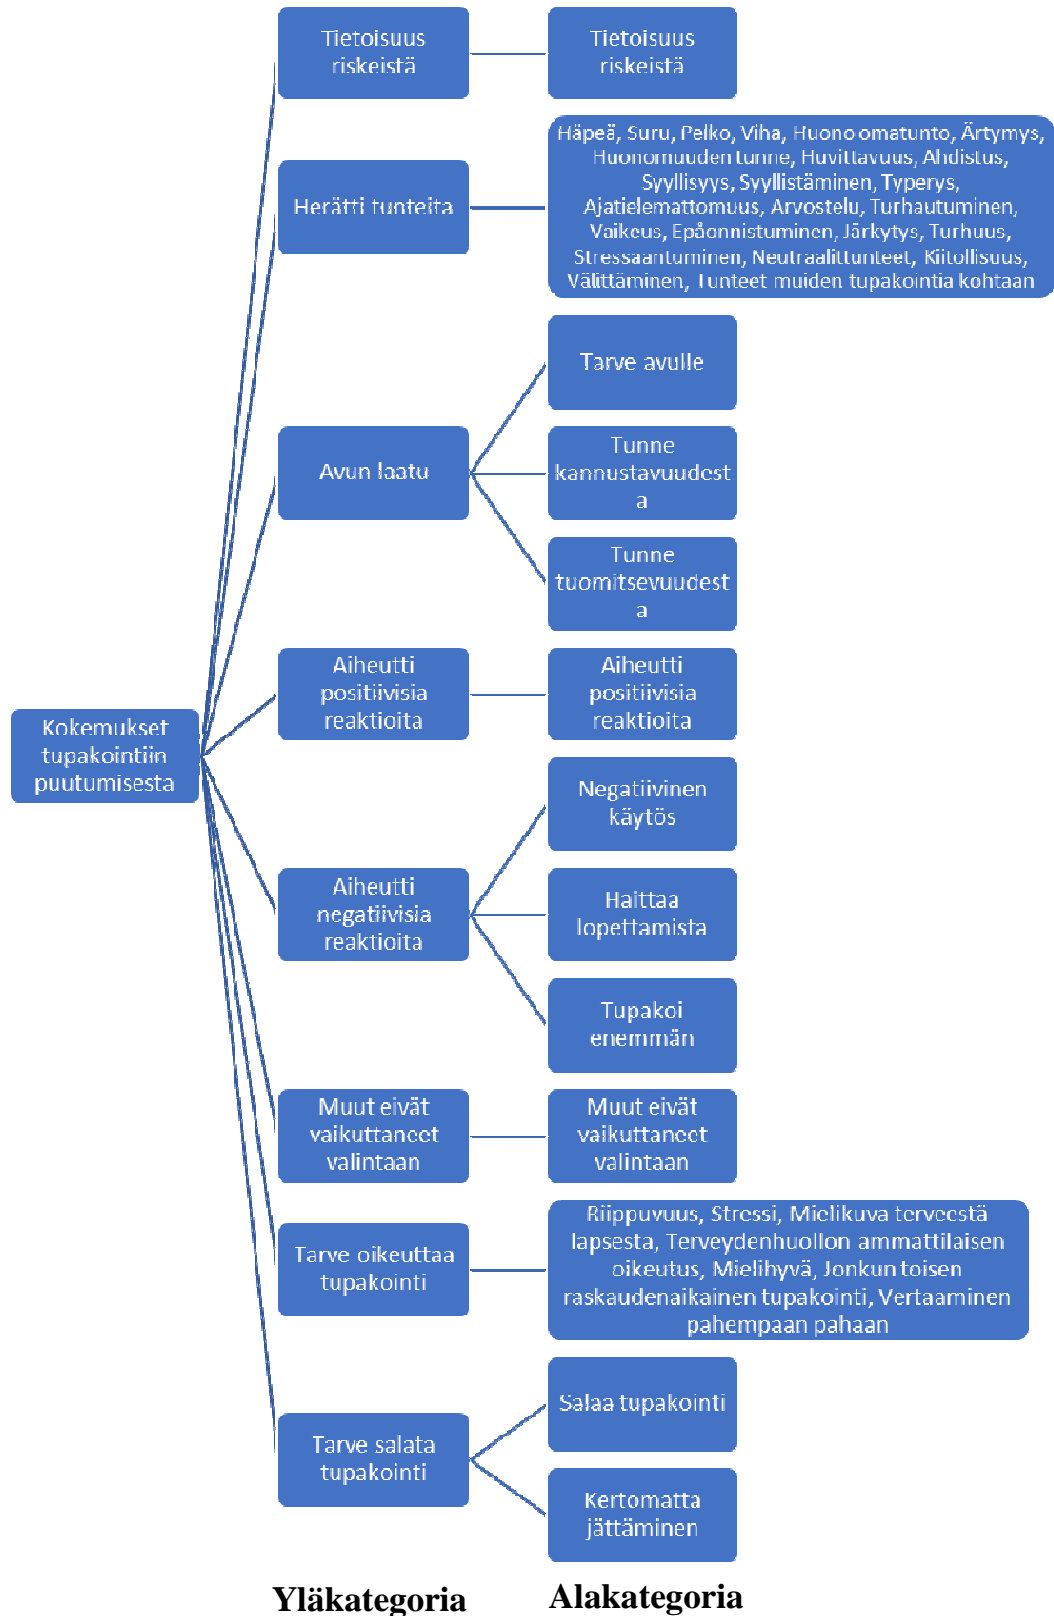 Tietoisuus
riskeistä
Tietoisuus
riskeistä
Herätti tunteita
Häpeä, Suru, Pelko, Viha, Huono omatunto, Ärtymys,
Huonomuuden tunne, Huvittavuus, Ahdistus,
Syyllisyys, Syyllistäminen, Typerys,
Ajattelemattomuus, Arvostelu, Turhautuminen,
Vaikeus, Epäonnistuminen, Järkytys, Turhuus,
Stressaantuminen, Neutraalit tunteet, Kiitollisuus,
Välittäminen, Tunteet muiden tupakointia kohtaan
Avun laatu
Tarve avulle
Tunne
kannustavuudest
a
Tunne
tuomitsevuudest
a
Kokemukset
tupakointiin
puutumisesta
Aiheutti
positiivisia
reaktioita
Aiheutti
positiivisia
reaktioita
Aiheutti
negatiivisia
reaktioita
Negatiivinen
käytös
Haittaa
lopettamista
Tupakoi
enemmän
Muut eivät
vaikuttaneet
valintaan
Muut eivät
vaikuttaneet
valintaan
Tarve oikeuttaa
tupakointi
Riippuvuus, Stressi, Mielikuva terveestä
lapsesta, Terveydenhuollon ammattilaisen
oikeutus, Mielihyvä, Jonkun toisen
raskaudenaikainen tupakointi, Vertaaminen
pahempaan pahaan
Tarve salata
tupakointi
Salaa tupakointi
Kertomatta
jättäminen
Yläkategoria
Alakategoria